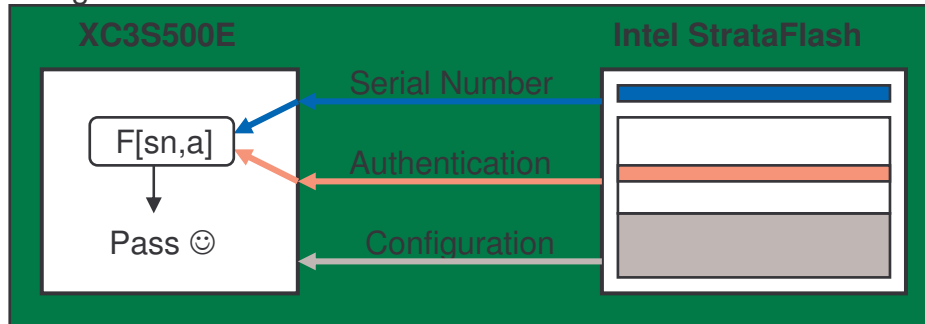 XC3S500E
Intel StrataFlash
Serial Number
F[sn,a]
Authentication
Pass ☺
Configuration